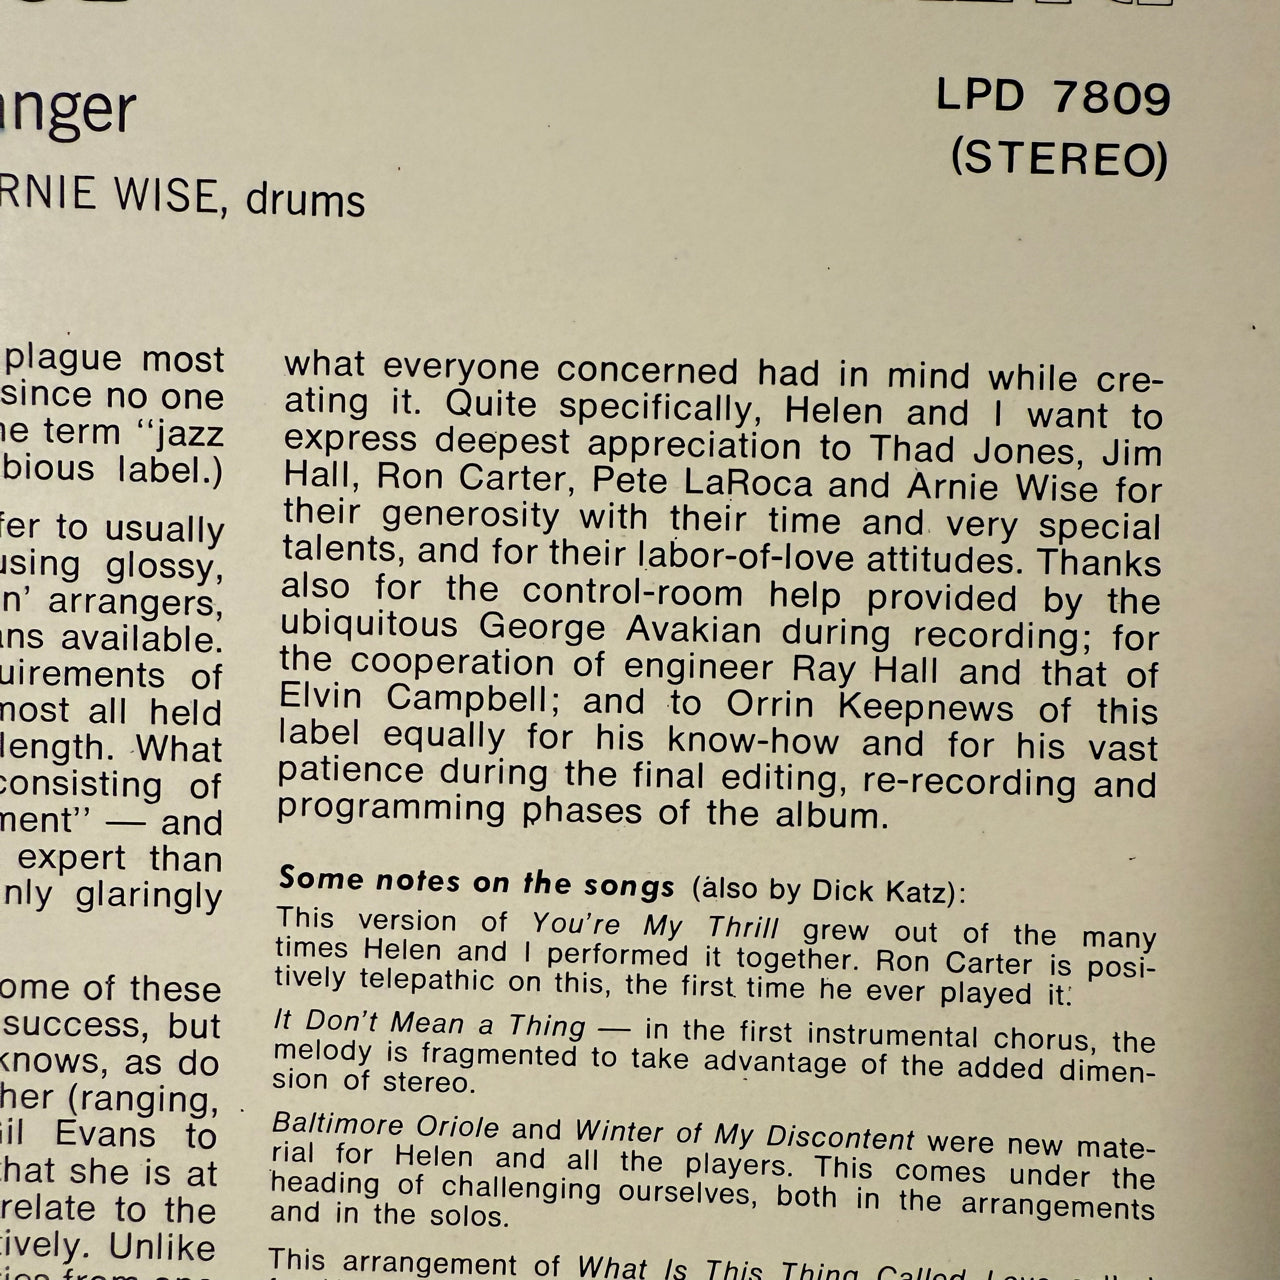 anger
RNIE WISE, drums
LPD 7809
(STEREO)
plague most
since no one
term “jazz
label.)
to usually
glossy,
arrangers,
available.
of
all held
length. What
consisting of
ment” — and
expert than
glaringly
of these
success, but
knows, as do
(ranging,
Evans to
that she is at
relate to the
Unlike
what everyone concerned had in mind while cre-
ating it. Quite specifically, Helen and I want to
express deepest appreciation to Thad Jones, Jim
Hall, Ron Carter, Pete LaRoca and Arnie Wise for
their generosity with their time and very special
talents, and for their labor-of-love attitudes. Thanks
also for the control-room help provided by the
ubiquitous George Avakian during recording; for
the cooperation of engineer Ray Hall and that of
Elvin Campbell; and to Orrin Keepnews of this
label equally for his know-how and for his vast
patience during the final editing, re-recording and
programming phases of the album.
Some notes on the songs (also by Dick Katz):
This version of You're My Thrill grew out of the many
times Helen and I performed it together. Ron Carter is posi-
tively telepathic on this, the first time he ever played it.
It Don't Mean a Thing — in the first instrumental chorus, the
melody is fragmented to take advantage of the added dimen-
sion of stereo.
Baltimore Oriole and Winter of My Discontent were new mate-
rial for Helen and all the players. This comes under the
heading of challenging ourselves, both in the arrangements
and in the solos.
This arrangement of What Is This Thing Called Love